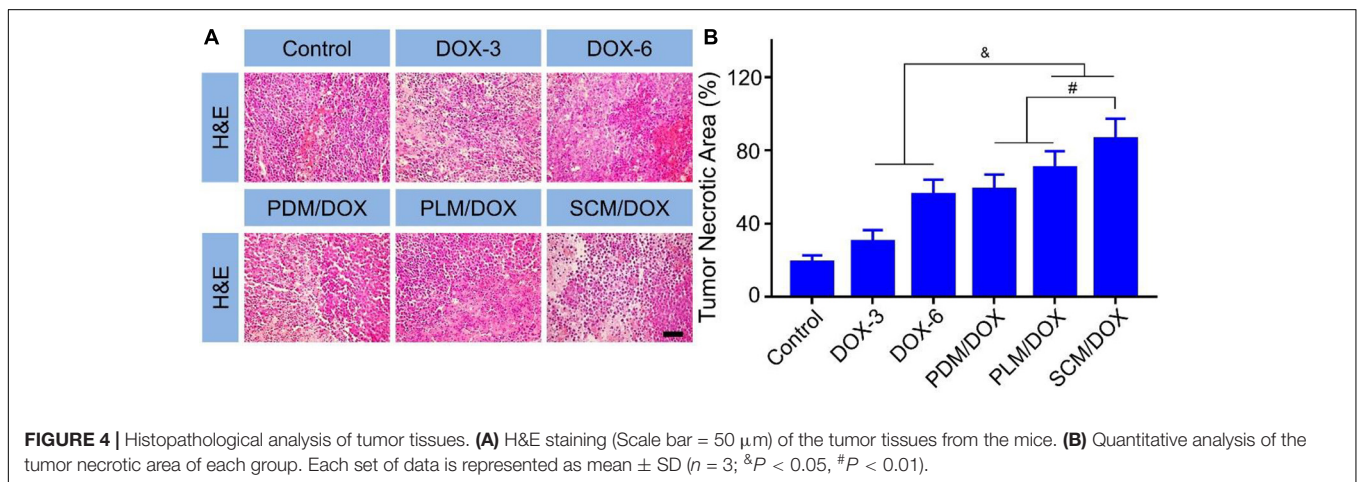 A
Control DOX-3 DOX-6
H&E
PDM/DOX PLM/DOX SCM/DOX
H&E
B
Tumor Necrotic Area (%)
120
80
40
0
&
#
Control
DOX-3
DOX-6
PDM/DOX
PLM/DOX
SCM/DOX
FIGURE 4 | Histopathological analysis of tumor tissues. (A) H&E staining (Scale bar = 50 μm) of the tumor tissues from the mice. (B) Quantitative analysis of the
tumor necrotic area of each group. Each set of data is represented as mean ± SD (n = 3; &P < 0.05, #P < 0.01).